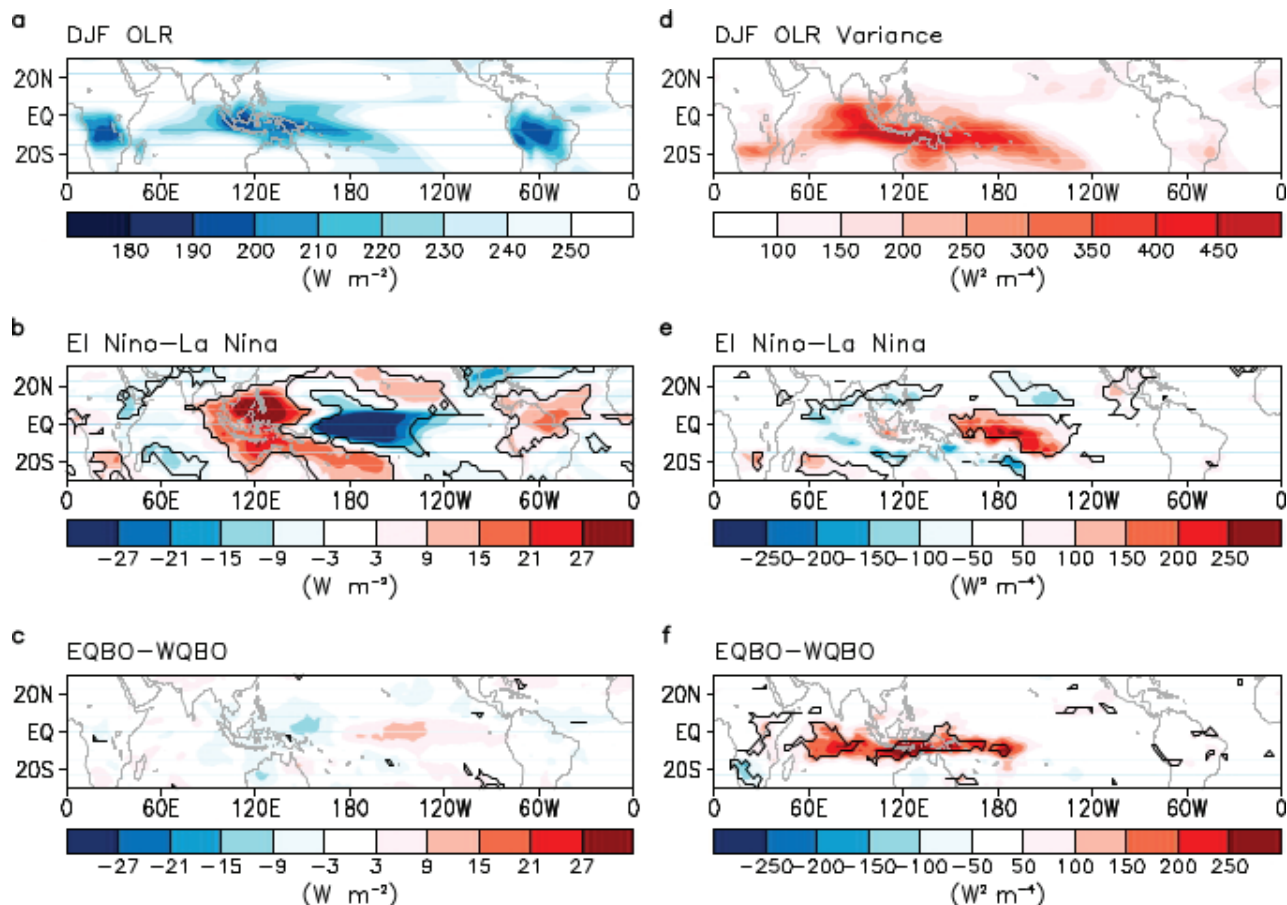 a
DJF OLR
20N
EQ
20S
0 60E 120E 180 120W 60W 0
180 190 200 210 220 230 240 250
(W m⁻²)
b
El Nino–La Nina
20N
EQ
20S
0 60E 120E 180 120W 60W 0
−27 −21 −15 −9 −3 3 9 15 21 27
(W m⁻²)
c
EQBO–WQBO
20N
EQ
20S
0 60E 120E 180 120W 60W 0
−27 −21 −15 −9 −3 3 9 15 21 27
(W m⁻²)
d
DJF OLR Variance
20N
EQ
20S
0 60E 120E 180 120W 60W 0
100 150 200 250 300 350 400 450
(W² m⁻⁴)
e
El Nino–La Nina
20N
EQ
20S
0 60E 120E 180 120W 60W 0
−250 −200 −150 −100 −50 50 100 150 200 250
(W² m⁻⁴)
f
EQBO–WQBO
20N
EQ
20S
0 60E 120E 180 120W 60W 0
−250 −200 −150 −100 −50 50 100 150 200 250
(W² m⁻⁴)